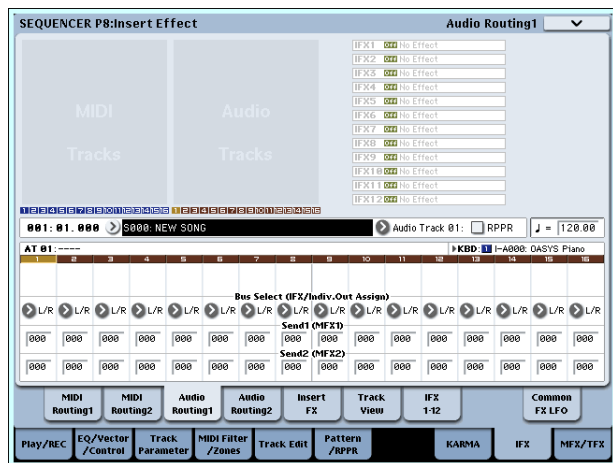 SEQUENCER P8:Insert Effect Audio Routing1
IFX1 Off No Effect
IFX2 Off No Effect
IFX3 Off No Effect
IFX4 Off No Effect
IFX5 Off No Effect
IFX6 Off No Effect
IFX7 Off No Effect
IFX8 Off No Effect
IFX9 Off No Effect
IFX10 Off No Effect
IFX11 Off No Effect
IFX12 Off No Effect
MIDI Tracks
Audio Tracks
1 2 3 4 5 6 7 8 9 10 11 12 13 14 15 16 1 2 3 4 5 6 7 8 9 10 11 12 13 14 15 16
001:01.000 S000: NEW SONG Audio Track 01: RPPR ♩ = 120.00
AT 01:---- ▶KBD: 1 I-A000: OASYS Piano
1 2 3 4 5 6 7 8 9 10 11 12 13 14 15 16
Bus Select (IFX/Indiv.Out Assign)
L/R L/R L/R L/R L/R L/R L/R L/R L/R L/R L/R L/R L/R L/R L/R L/R
Send1 (MFX1)
000 000 000 000 000 000 000 000 000 000 000 000 000 000 000 000
Send2 (MFX2)
000 000 000 000 000 000 000 000 000 000 000 000 000 000 000 000
MIDI Routing1 MIDI Routing2 Audio Routing1 Audio Routing2 Insert FX Track View IFX 1-12 Common FX LFO
Play/REC EQ/Vector /Control Track Parameter MIDI Filter /Zones Track Edit Pattern /RPPR KARMA IFX MFX/TFX